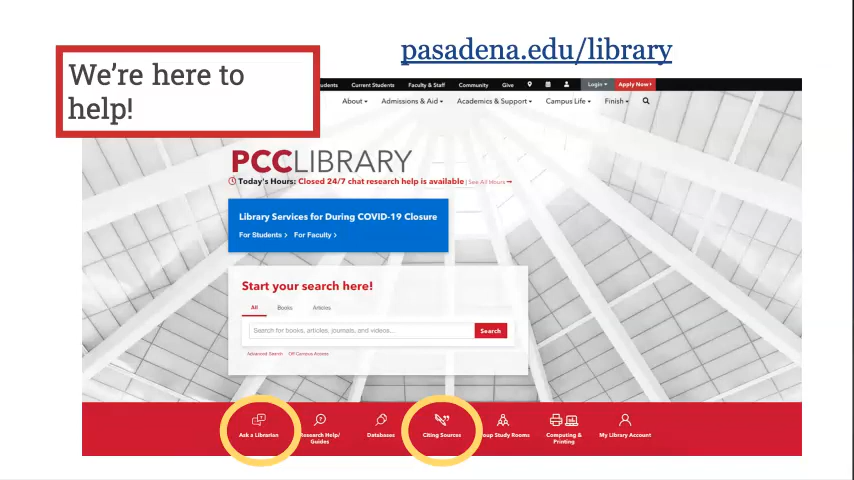 pasadena.edu/library
We're here to
help!
Current Students Faculty & Staff Community Give Login Apply Now+
About Admissions & Aid Academics & Support Campus Life Finish
PCCLIBRARY
Today's Hours: Closed 24/7 chat research help is available | See All Hours
Library Services for During COVID-19 Closure
For Students For Faculty
Start your search here!
All Books Articles
Search for books, articles, journals, and videos... Search
Advanced Search Off Campus Access
Ask a Librarian
Research Help/
Guides
Databases
Citing Sources
Group Study Rooms
Computing &
Printing
My Library Account